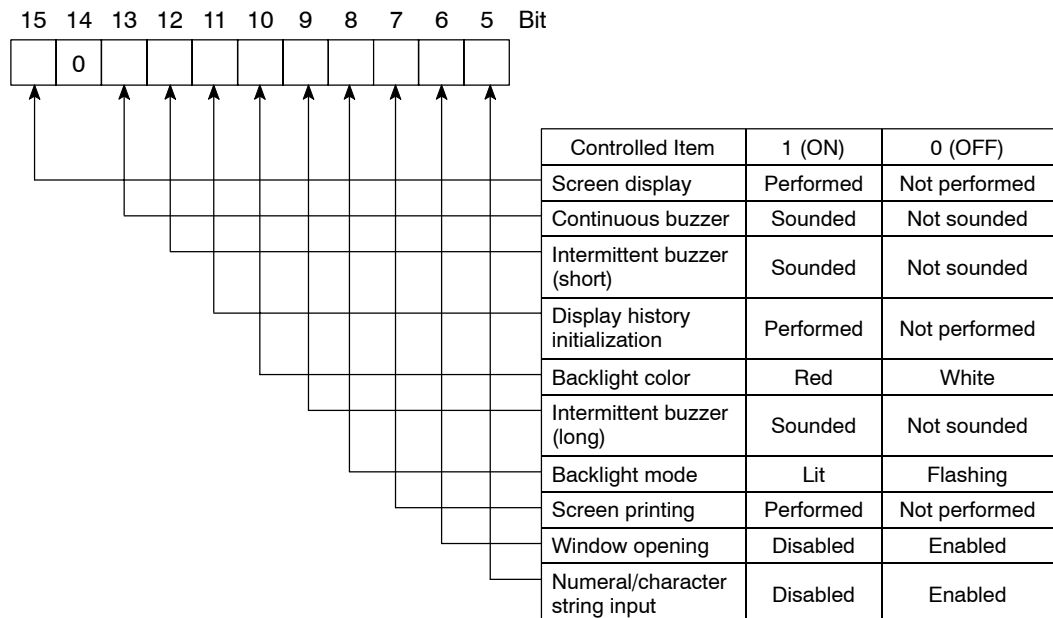 15 14 13 12 11 10 9 8 7 6 5 Bit
0
Controlled Item 1 (ON) 0 (OFF)
Screen display Performed Not performed
Continuous buzzer Sounded Not sounded
Intermittent buzzer
(short) Sounded Not sounded
Display history
initialization Performed Not performed
Backlight color Red White
Intermittent buzzer
(long) Sounded Not sounded
Backlight mode Lit Flashing
Screen printing Performed Not performed
Window opening Disabled Enabled
Numeral/character
string input Disabled Enabled